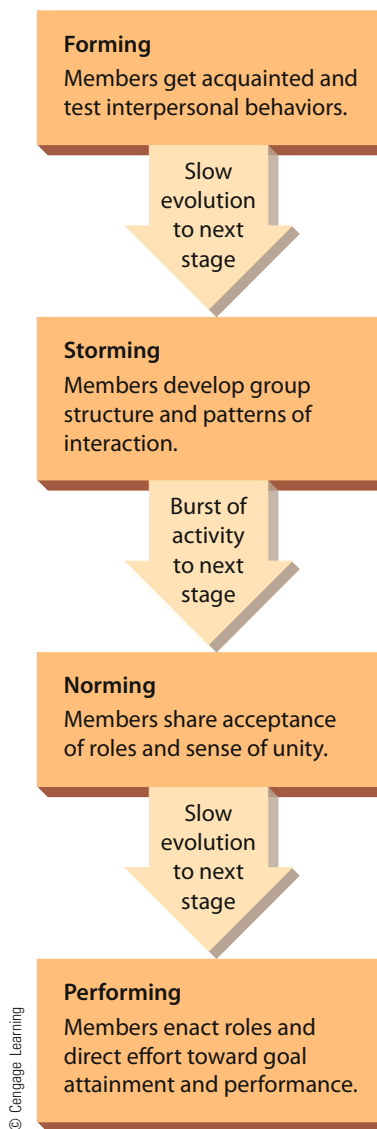 Forming
Members get acquainted and
test interpersonal behaviors.
Slow
evolution
to next
stage
Storming
Members develop group
structure and patterns of
interaction.
Burst of
activity
to next
stage
Norming
Members share acceptance
of roles and sense of unity.
Slow
evolution
to next
stage
Performing
Members enact roles and
direct effort toward goal
attainment and performance.
© Cengage Learning